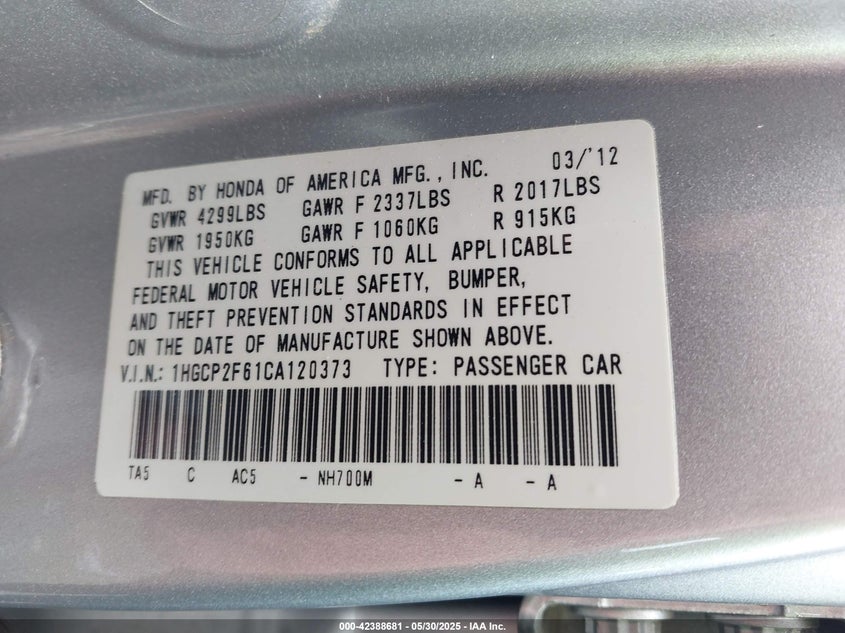 MFD. BY HONDA OF AMERICA MFG., INC. 03/'12
GVWR 4299LBS GAWR F 2337LBS R 2017LBS
GVWR 1950KG GAWR F 1060KG R 915KG
THIS VEHICLE CONFORMS TO ALL APPLICABLE
FEDERAL MOTOR VEHICLE SAFETY, BUMPER,
AND THEFT PREVENTION STANDARDS IN EFFECT
ON THE DATE OF MANUFACTURE SHOWN ABOVE.
V.I.N.: 1HGCP2F61CA120373 TYPE: PASSENGER CAR
TA5 C AC5 - NH700M - A - A
000-42388681 - 05/30/2025 - IAA Inc.